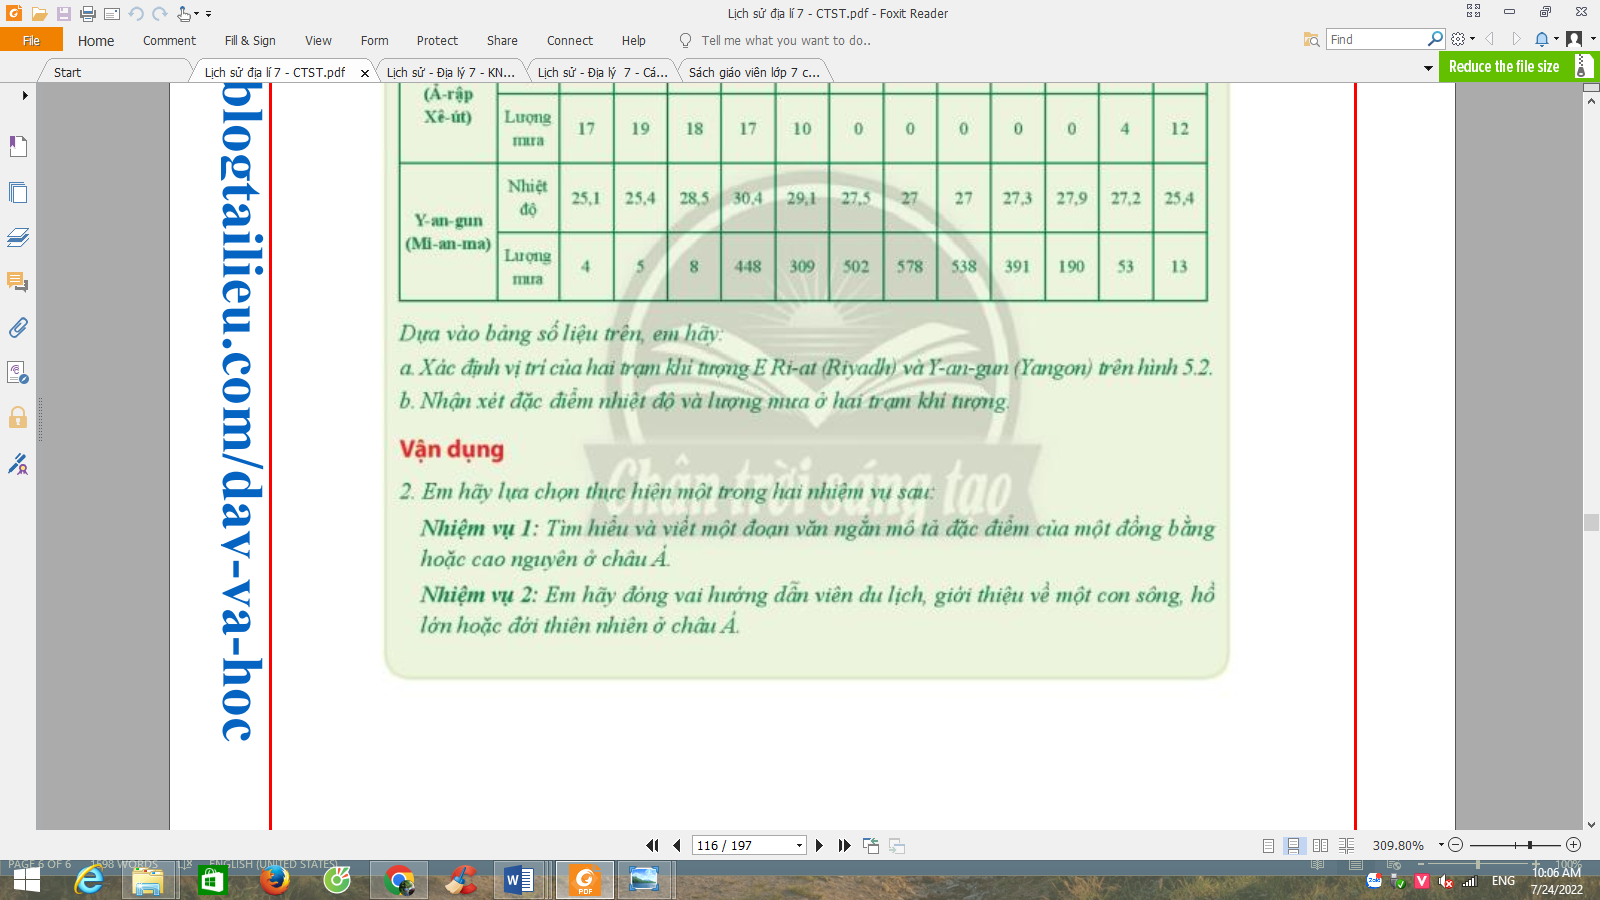 Lịch sử địa lí 7 - CTST.pdf - Foxit Reader
File Home Comment Fill & Sign View Form Protect Share Connect Help Tell me what you want to do.. Find
Start Lịch sử địa lí 7 - CTST.pdf Lịch sử - Địa lý 7 - KN... Lịch sử - Địa lý 7 - Cá... Sách giáo viên lớp 7 c... Reduce the file size
blogtailieu.com/day-va-hoc
(Ả-rập
Xê-út)
Lượng
mưa
17 19 18 17 10 0 0 0 0 0 4 12
Y-an-gun
(Mi-an-ma)
Nhiệt
độ
25,1 25,4 28,5 30,4 29,1 27,5 27 27 27,3 27,9 27,2 25,4
Lượng
mưa
4 5 8 448 309 502 578 538 391 190 53 13
Dựa vào bảng số liệu trên, em hãy:
a. Xác định vị trí của hai trạm khí tượng E Ri-at (Riyadh) và Y-an-gun (Yangon) trên hình 5.2.
b. Nhận xét đặc điểm nhiệt độ và lượng mưa ở hai trạm khí tượng.
Vận dụng
Chân trời sáng tạo
2. Em hãy lựa chọn thực hiện một trong hai nhiệm vụ sau:
Nhiệm vụ 1: Tìm hiểu và viết một đoạn văn ngắn mô tả đặc điểm của một đồng bằng
hoặc cao nguyên ở châu Á.
Nhiệm vụ 2: Em hãy đóng vai hướng dẫn viên du lịch, giới thiệu về một con sông, hồ
lớn hoặc đới thiên nhiên ở châu Á.
116 / 197 309.80%
PAGE 6 OF 6 1598 WORDS ENGLISH (UNITED STATES) 100%
PDF Zalo V ENG 10:06 AM
7/24/2022